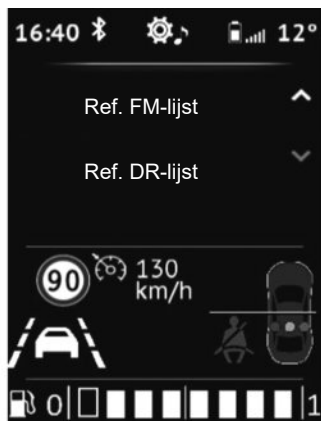 16:40 12°
Ref. FM-lijst
Ref. DR-lijst
90 130
km/h
0 1